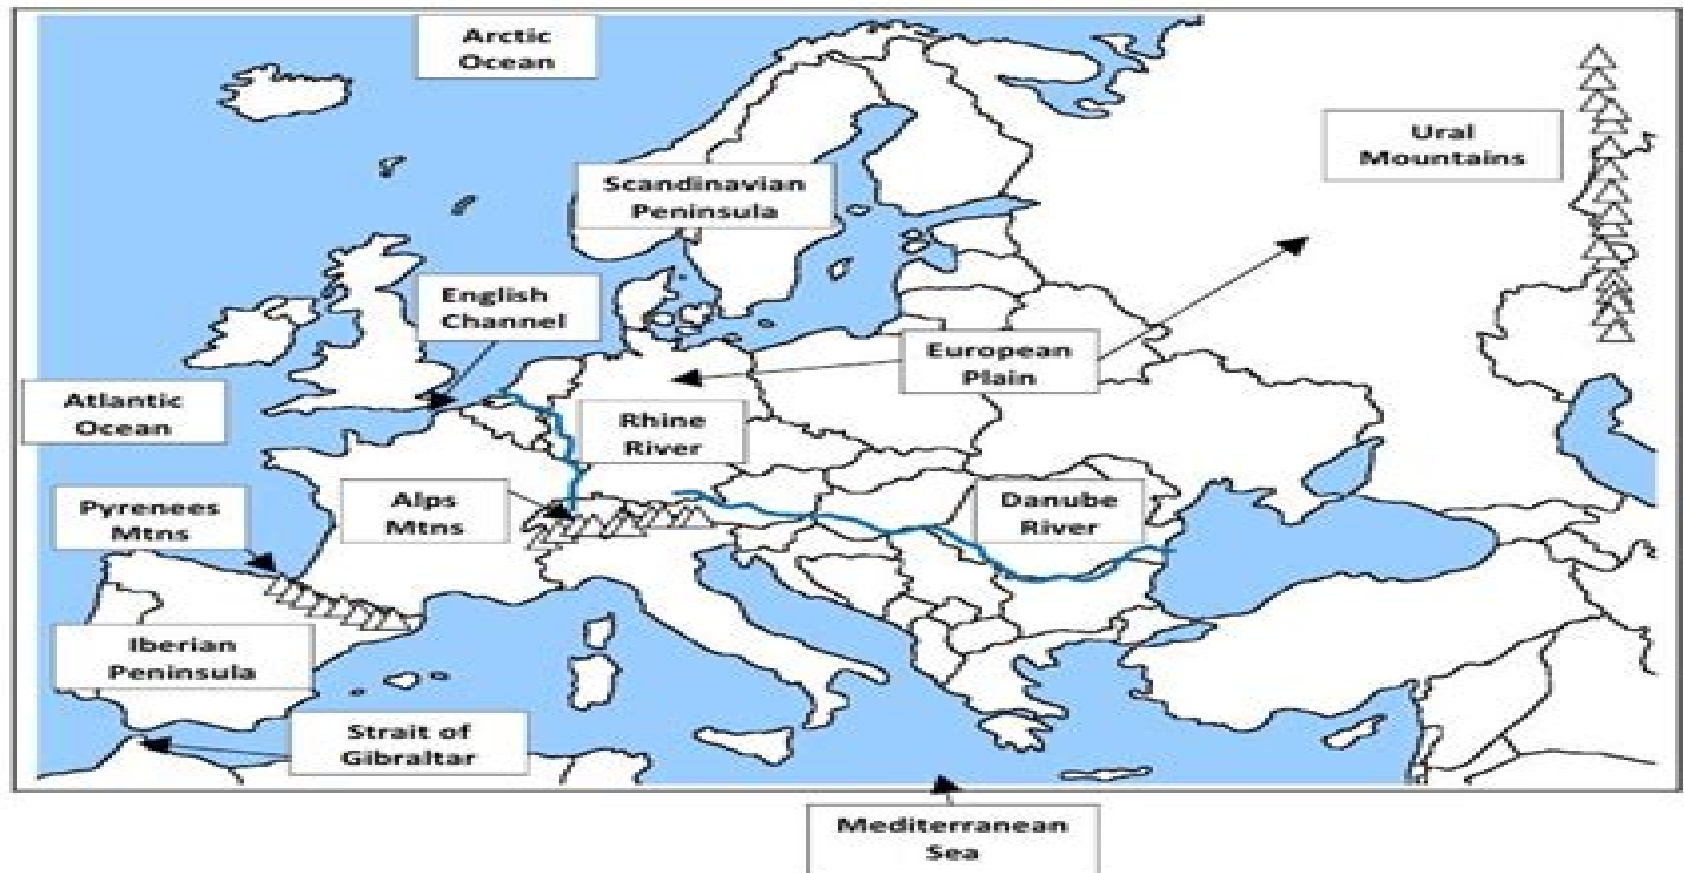 Arctic
Ocean
Ural
Mountains
Scandinavian
Peninsula
English
Channel
European
Plain
Atlantic
Ocean
Rhine
River
Alps
Mtns
Pyrenees
Mtns
Danube
River
Iberian
Peninsula
Strait of
Gibraltar
Mediterranean
Sea